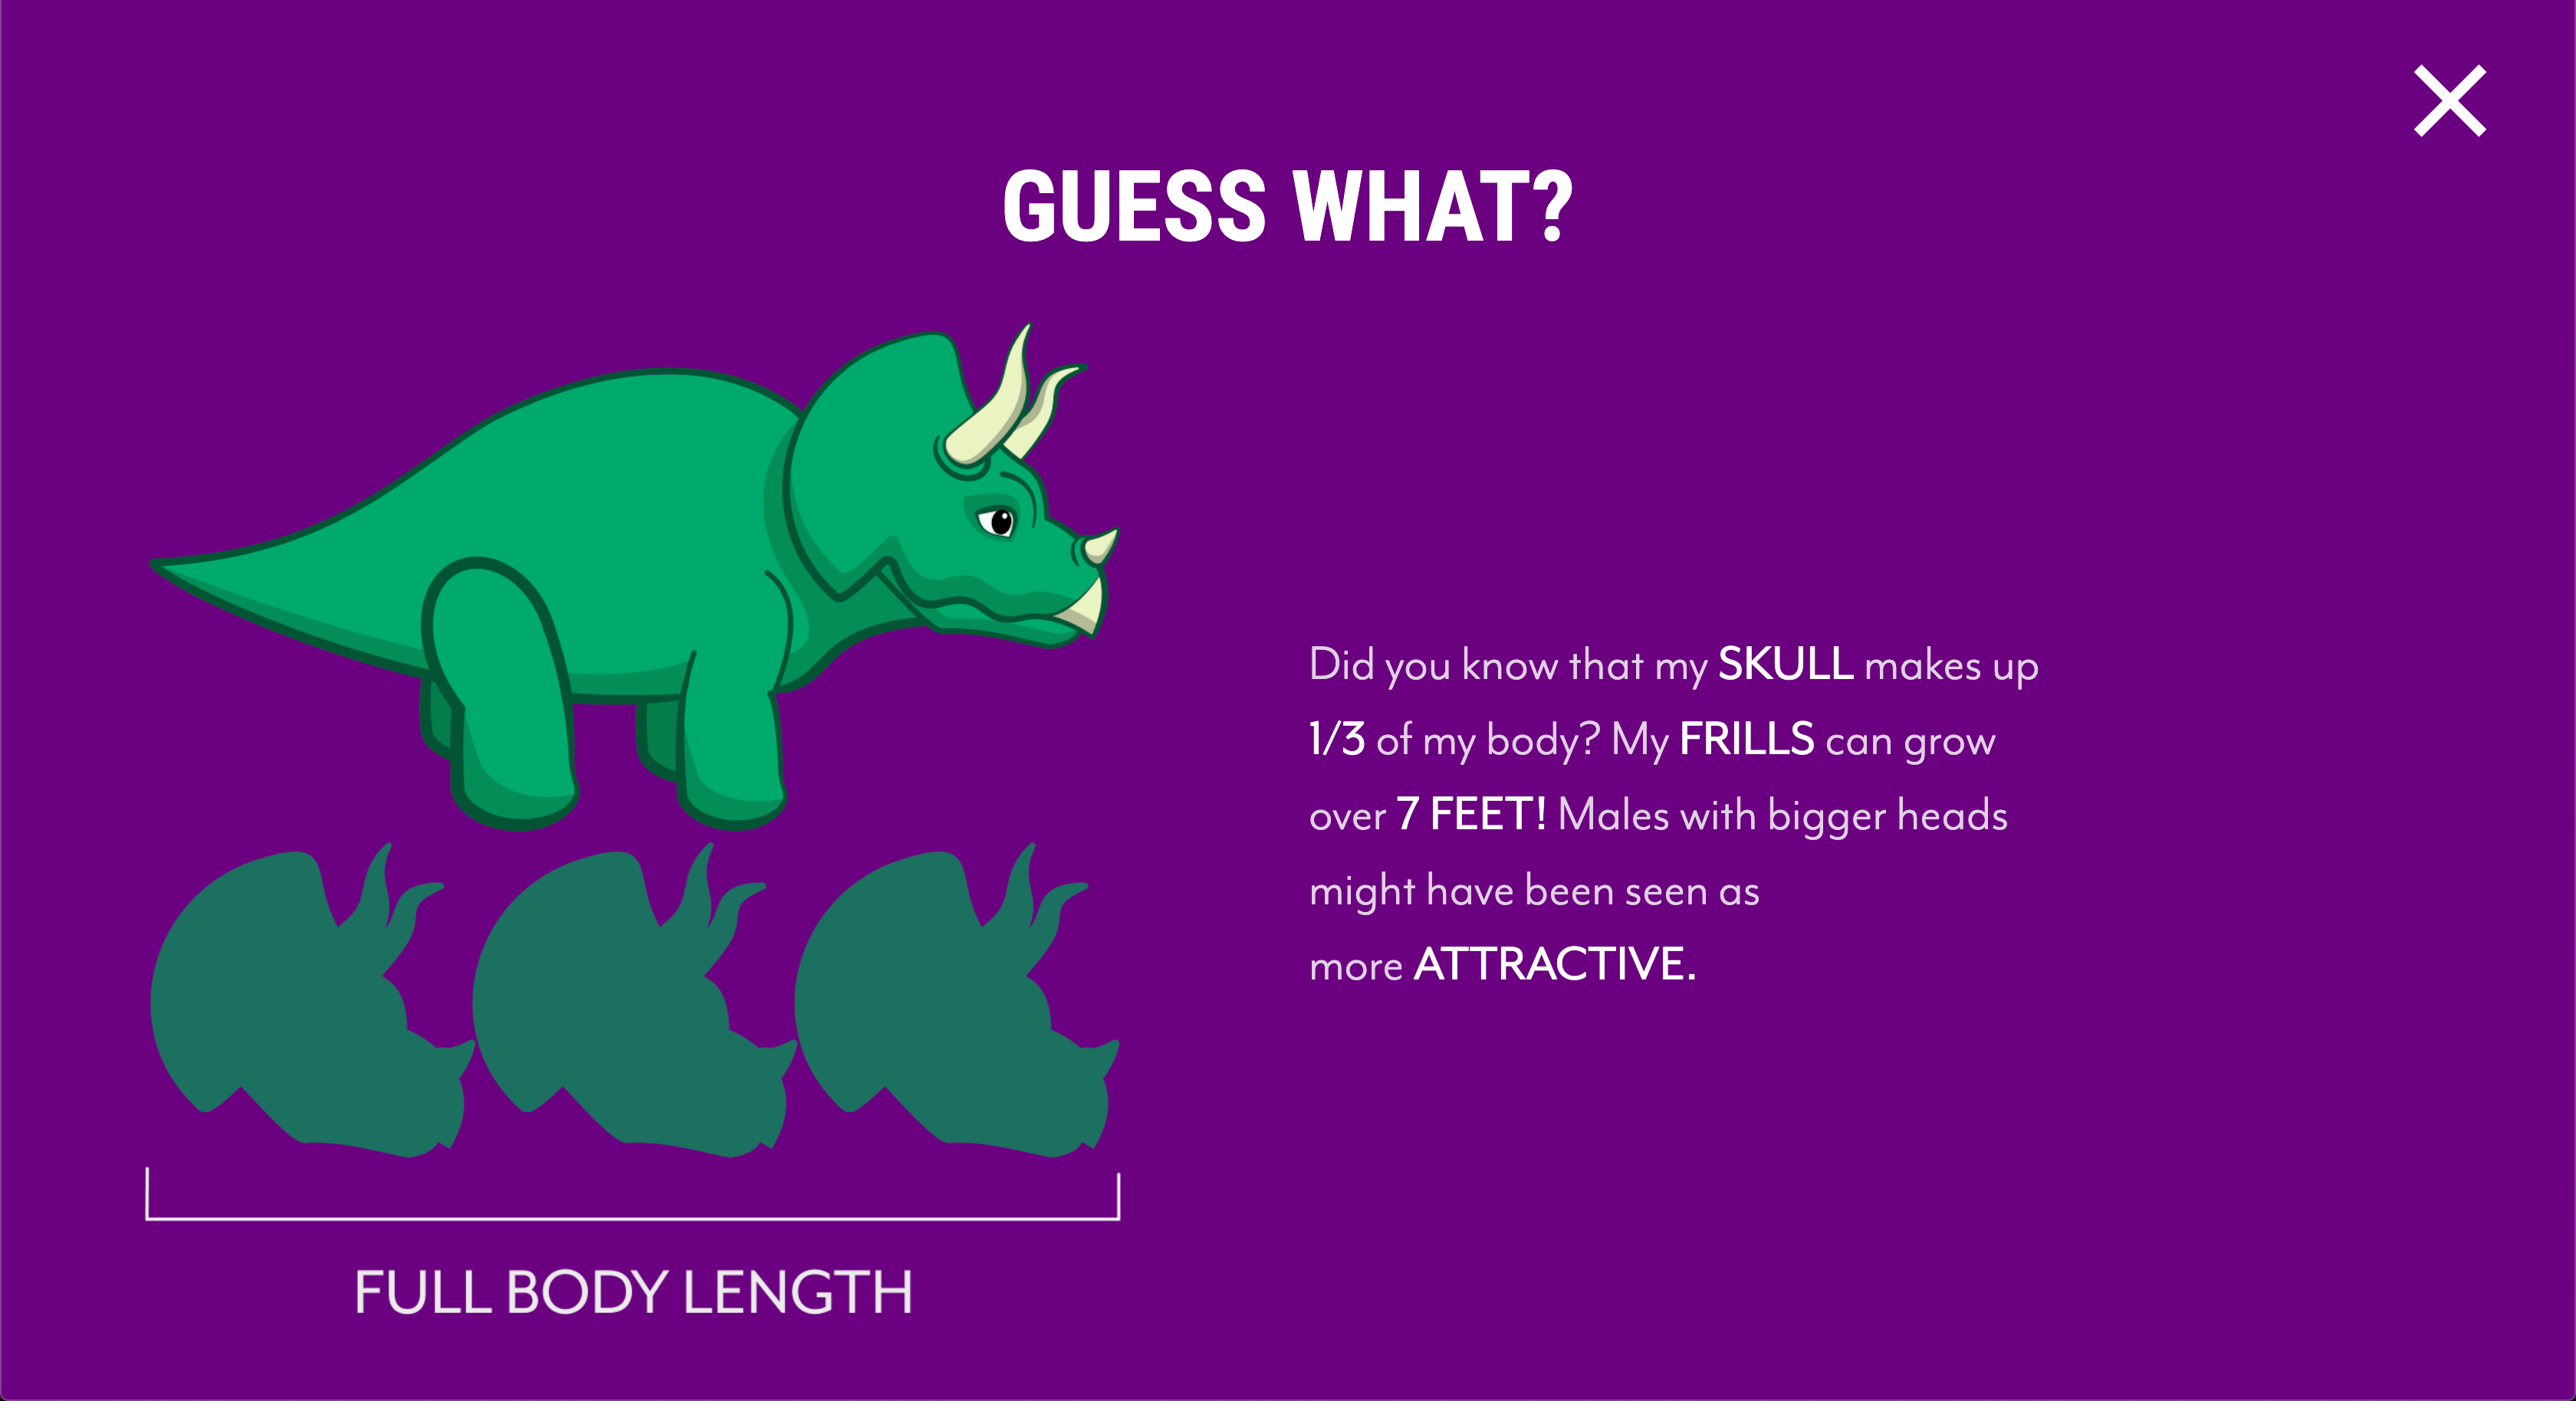 GUESS WHAT?
Did you know that my SKULL makes up
1/3 of my body? My FRILLS can grow
over 7 FEET! Males with bigger heads
might have been seen as
more ATTRACTIVE.
FULL BODY LENGTH